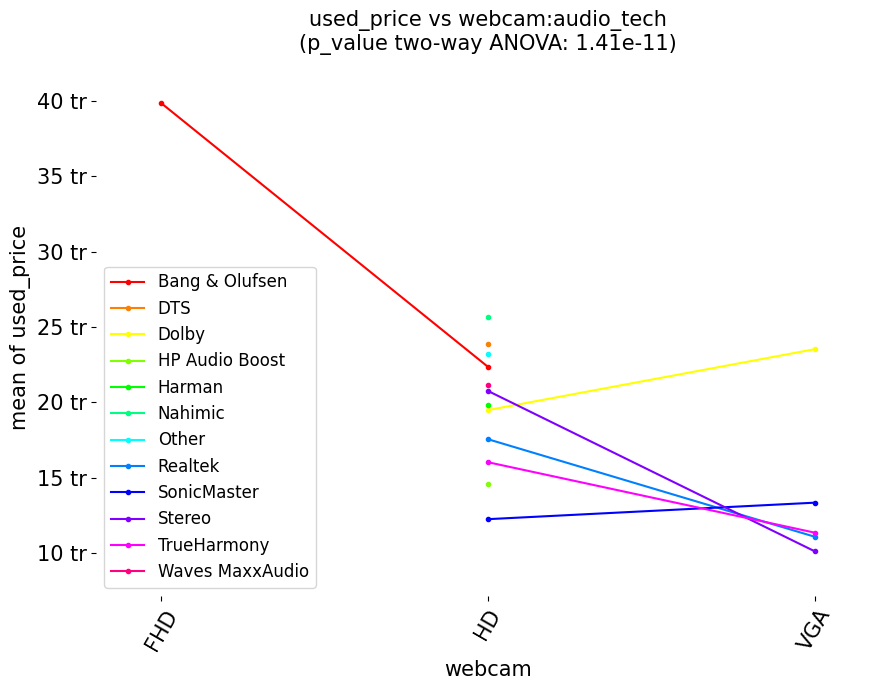 used_price vs webcam:audio_tech
(p_value two-way ANOVA: 1.41e-11)
40 tr
35 tr
30 tr
25 tr
20 tr
15 tr
10 tr
mean of used_price
Bang & Olufsen
DTS
Dolby
HP Audio Boost
Harman
Nahimic
Other
Realtek
SonicMaster
Stereo
TrueHarmony
Waves MaxxAudio
FHD
HD
VGA
webcam